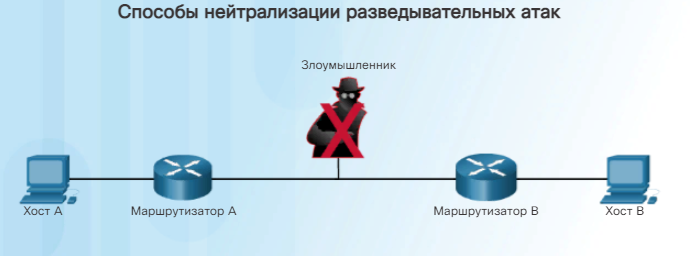 Способы нейтрализации разведывательных атак
Злоумышленник
Хост A
Маршрутизатор A
Маршрутизатор B
Хост B